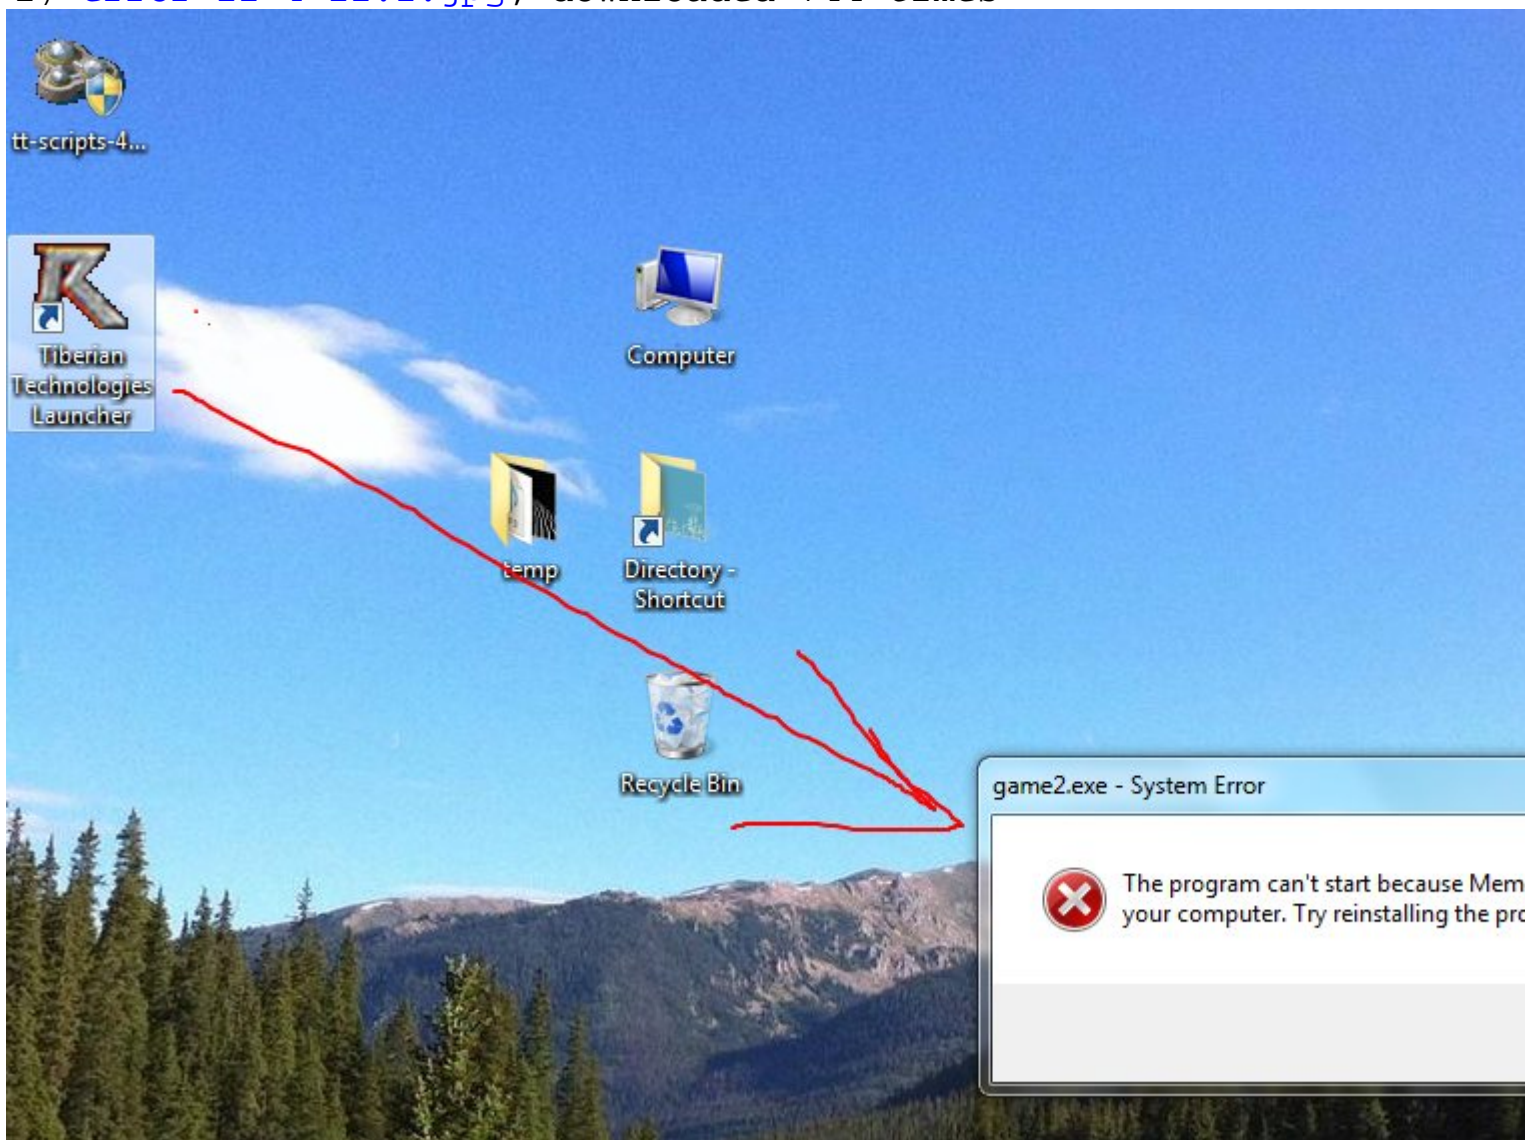 tt-scripts-4...
Tiberian
Technologies
Launcher
Computer
temp
Directory -
Shortcut
Recycle Bin
game2.exe - System Error
The program can't start because Mem
your computer. Try reinstalling the pro